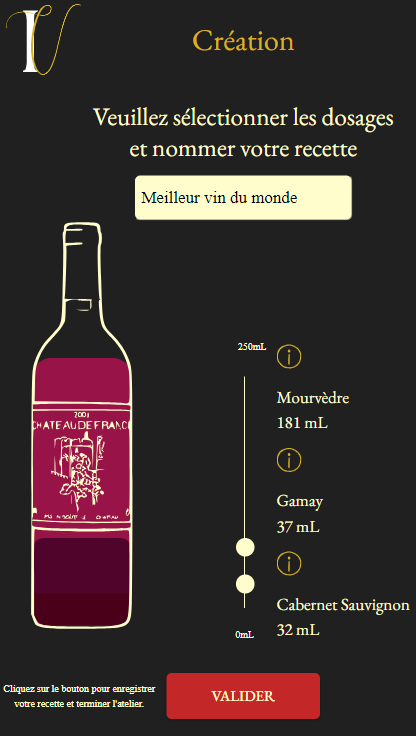 IV
Création
Veuillez sélectionner les dosages
et nommer votre recette
Meilleur vin du monde
2001
CHATEAU DE FRANCE
250mL
Mourvèdre
181 mL
Gamay
37 mL
Cabernet Sauvignon
32 mL
0mL
Cliquez sur le bouton pour enregistrer
votre recette et terminer l'atelier.
VALIDER